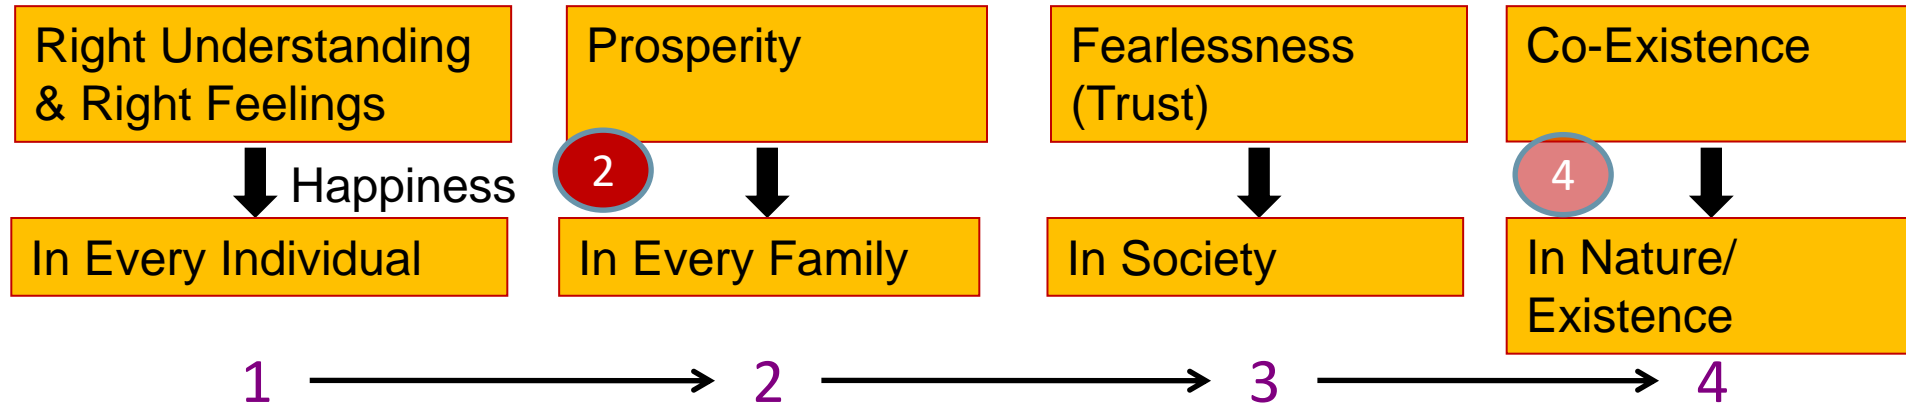 Right Understanding
& Right Feelings
Prosperity
Fearlessness
(Trust)
Co-Existence
Happiness
2
4
In Every Individual
In Every Family
In Society
In Nature/
Existence
1
2
3
4